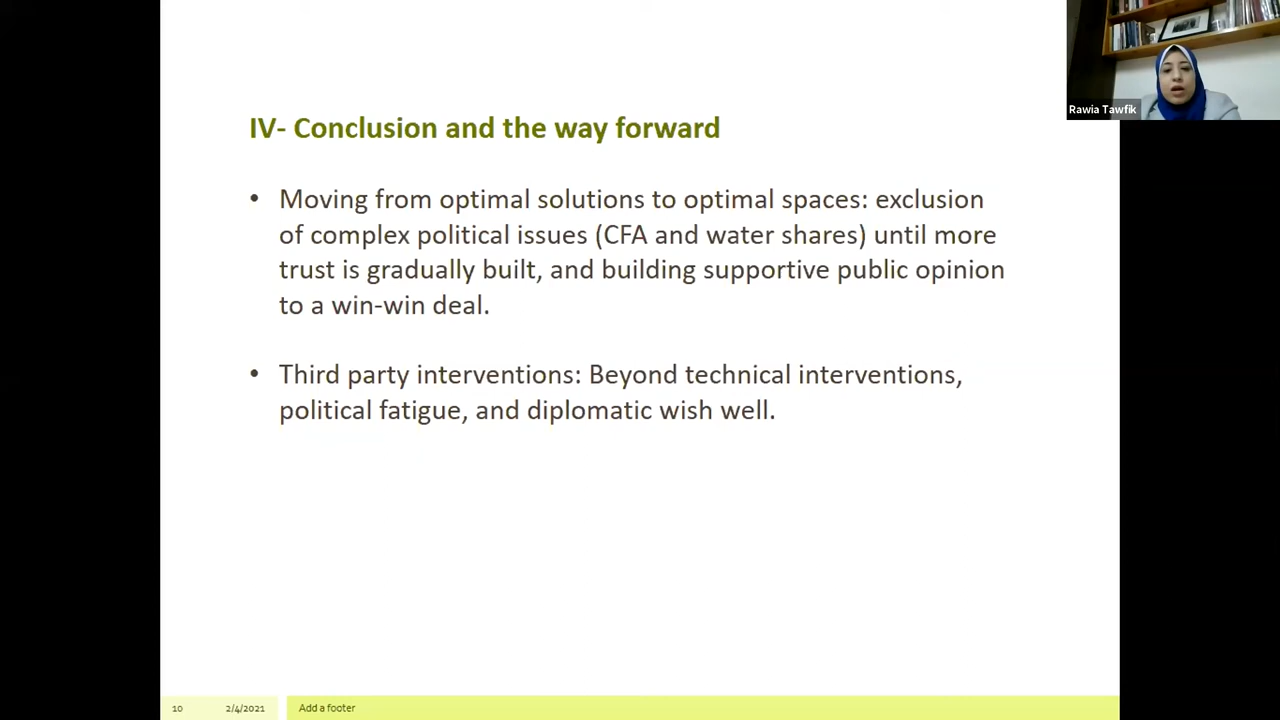 Rawia Tawfik
IV- Conclusion and the way forward
• Moving from optimal solutions to optimal spaces: exclusion
of complex political issues (CFA and water shares) until more
trust is gradually built, and building supportive public opinion
to a win-win deal.
• Third party interventions: Beyond technical interventions,
political fatigue, and diplomatic wish well.
10 2/4/2021 Add a footer